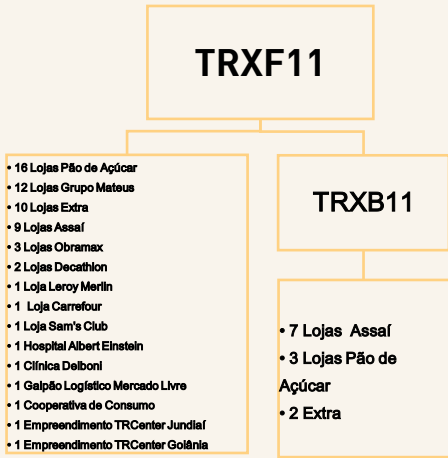 TRXF11
• 16 Lojas Pão de Açúcar
• 12 Lojas Grupo Mateus
• 10 Lojas Extra
• 9 Lojas Assaí
• 3 Lojas Obramax
• 2 Lojas Decathlon
• 1 Loja Leroy Merlin
• 1 Loja Carrefour
• 1 Loja Sam's Club
• 1 Hospital Albert Einstein
• 1 Clínica Delboni
• 1 Galpão Logístico Mercado Livre
• 1 Cooperativa de Consumo
• 1 Empreendimento TRCenter Jundiaí
• 1 Empreendimento TRCenter Goiânia
TRXB11
• 7 Lojas Assaí
• 3 Lojas Pão de
Açúcar
• 2 Extra